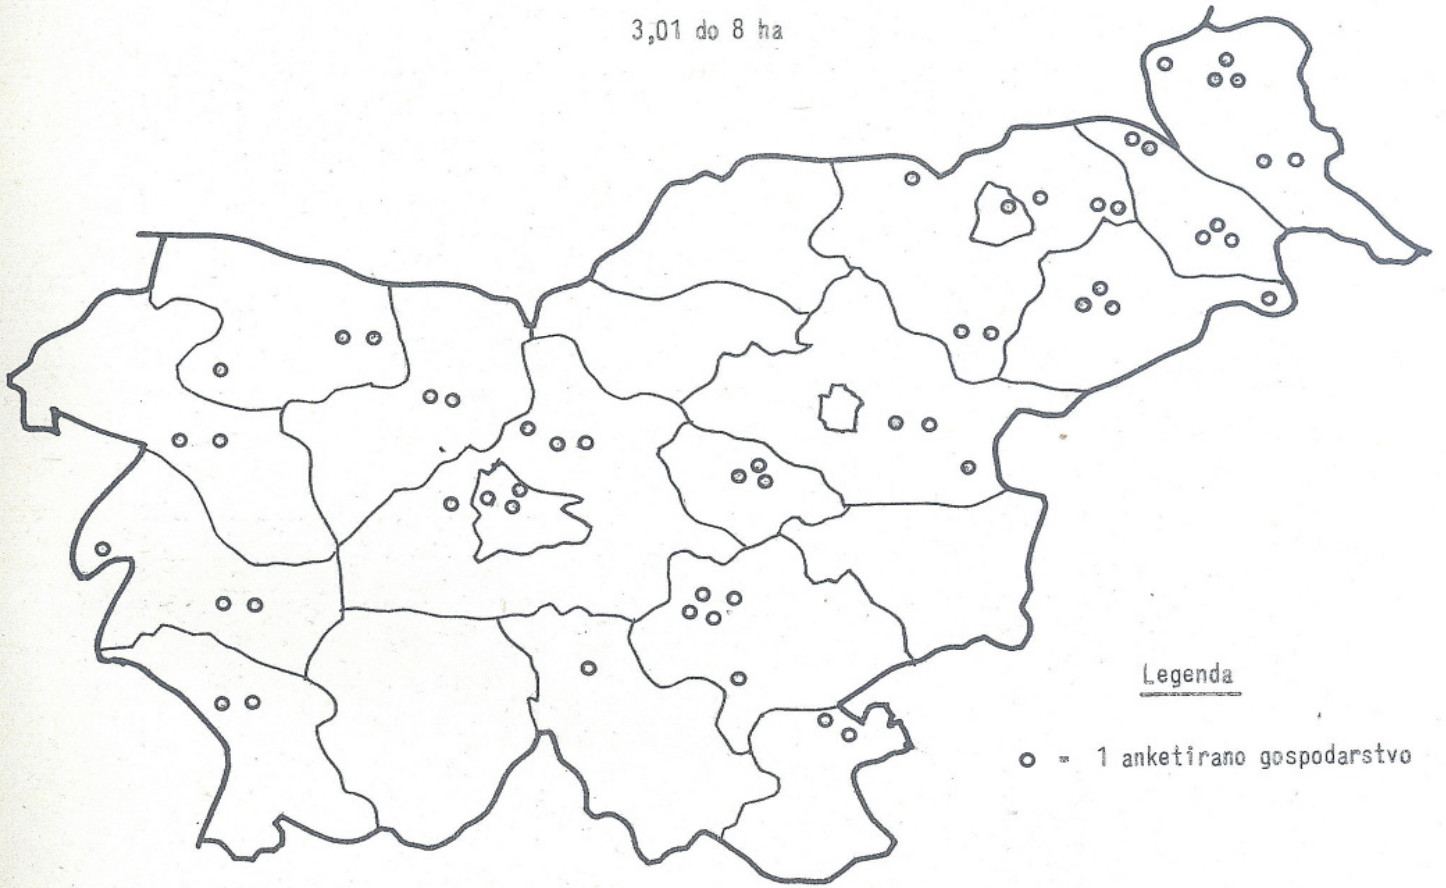 3,01 do 8 ha
Legenda
= 1 anketirano gospodarstvo